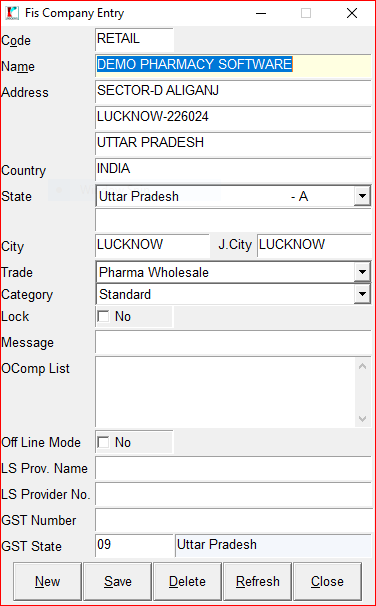 Fis Company Entry
Code RETAIL
Name DEMO PHARMACY SOFTWARE
Address SECTOR-D ALIGANJ
LUCKNOW-226024
UTTAR PRADESH
Country INDIA
State Uttar Pradesh - A
City LUCKNOW J.City LUCKNOW
Trade Pharma Wholesale
Category Standard
Lock No
Message
OComp List
Off Line Mode No
LS Prov. Name
LS Provider No.
GST Number
GST State 09 Uttar Pradesh
New Save Delete Refresh Close